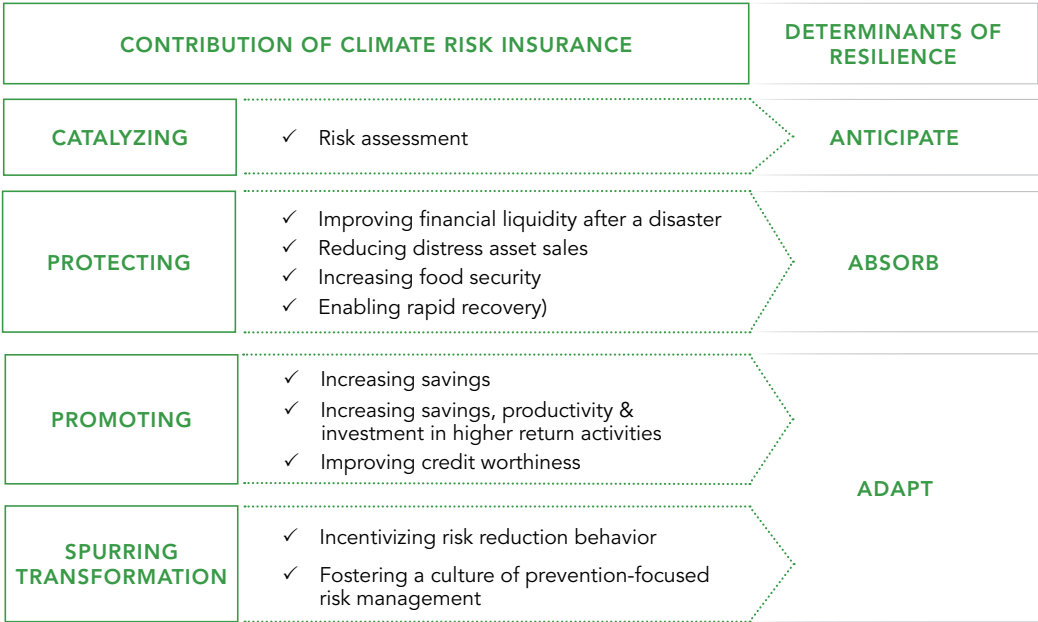 CONTRIBUTION OF CLIMATE RISK INSURANCE
DETERMINANTS OF
RESILIENCE
CATALYZING
✓ Risk assessment
ANTICIPATE
PROTECTING
✓ Improving financial liquidity after a disaster
✓ Reducing distress asset sales
✓ Increasing food security
✓ Enabling rapid recovery)
ABSORB
PROMOTING
✓ Increasing savings
✓ Increasing savings, productivity &
investment in higher return activities
✓ Improving credit worthiness
ADAPT
SPURRING
TRANSFORMATION
✓ Incentivizing risk reduction behavior
✓ Fostering a culture of prevention-focused
risk management